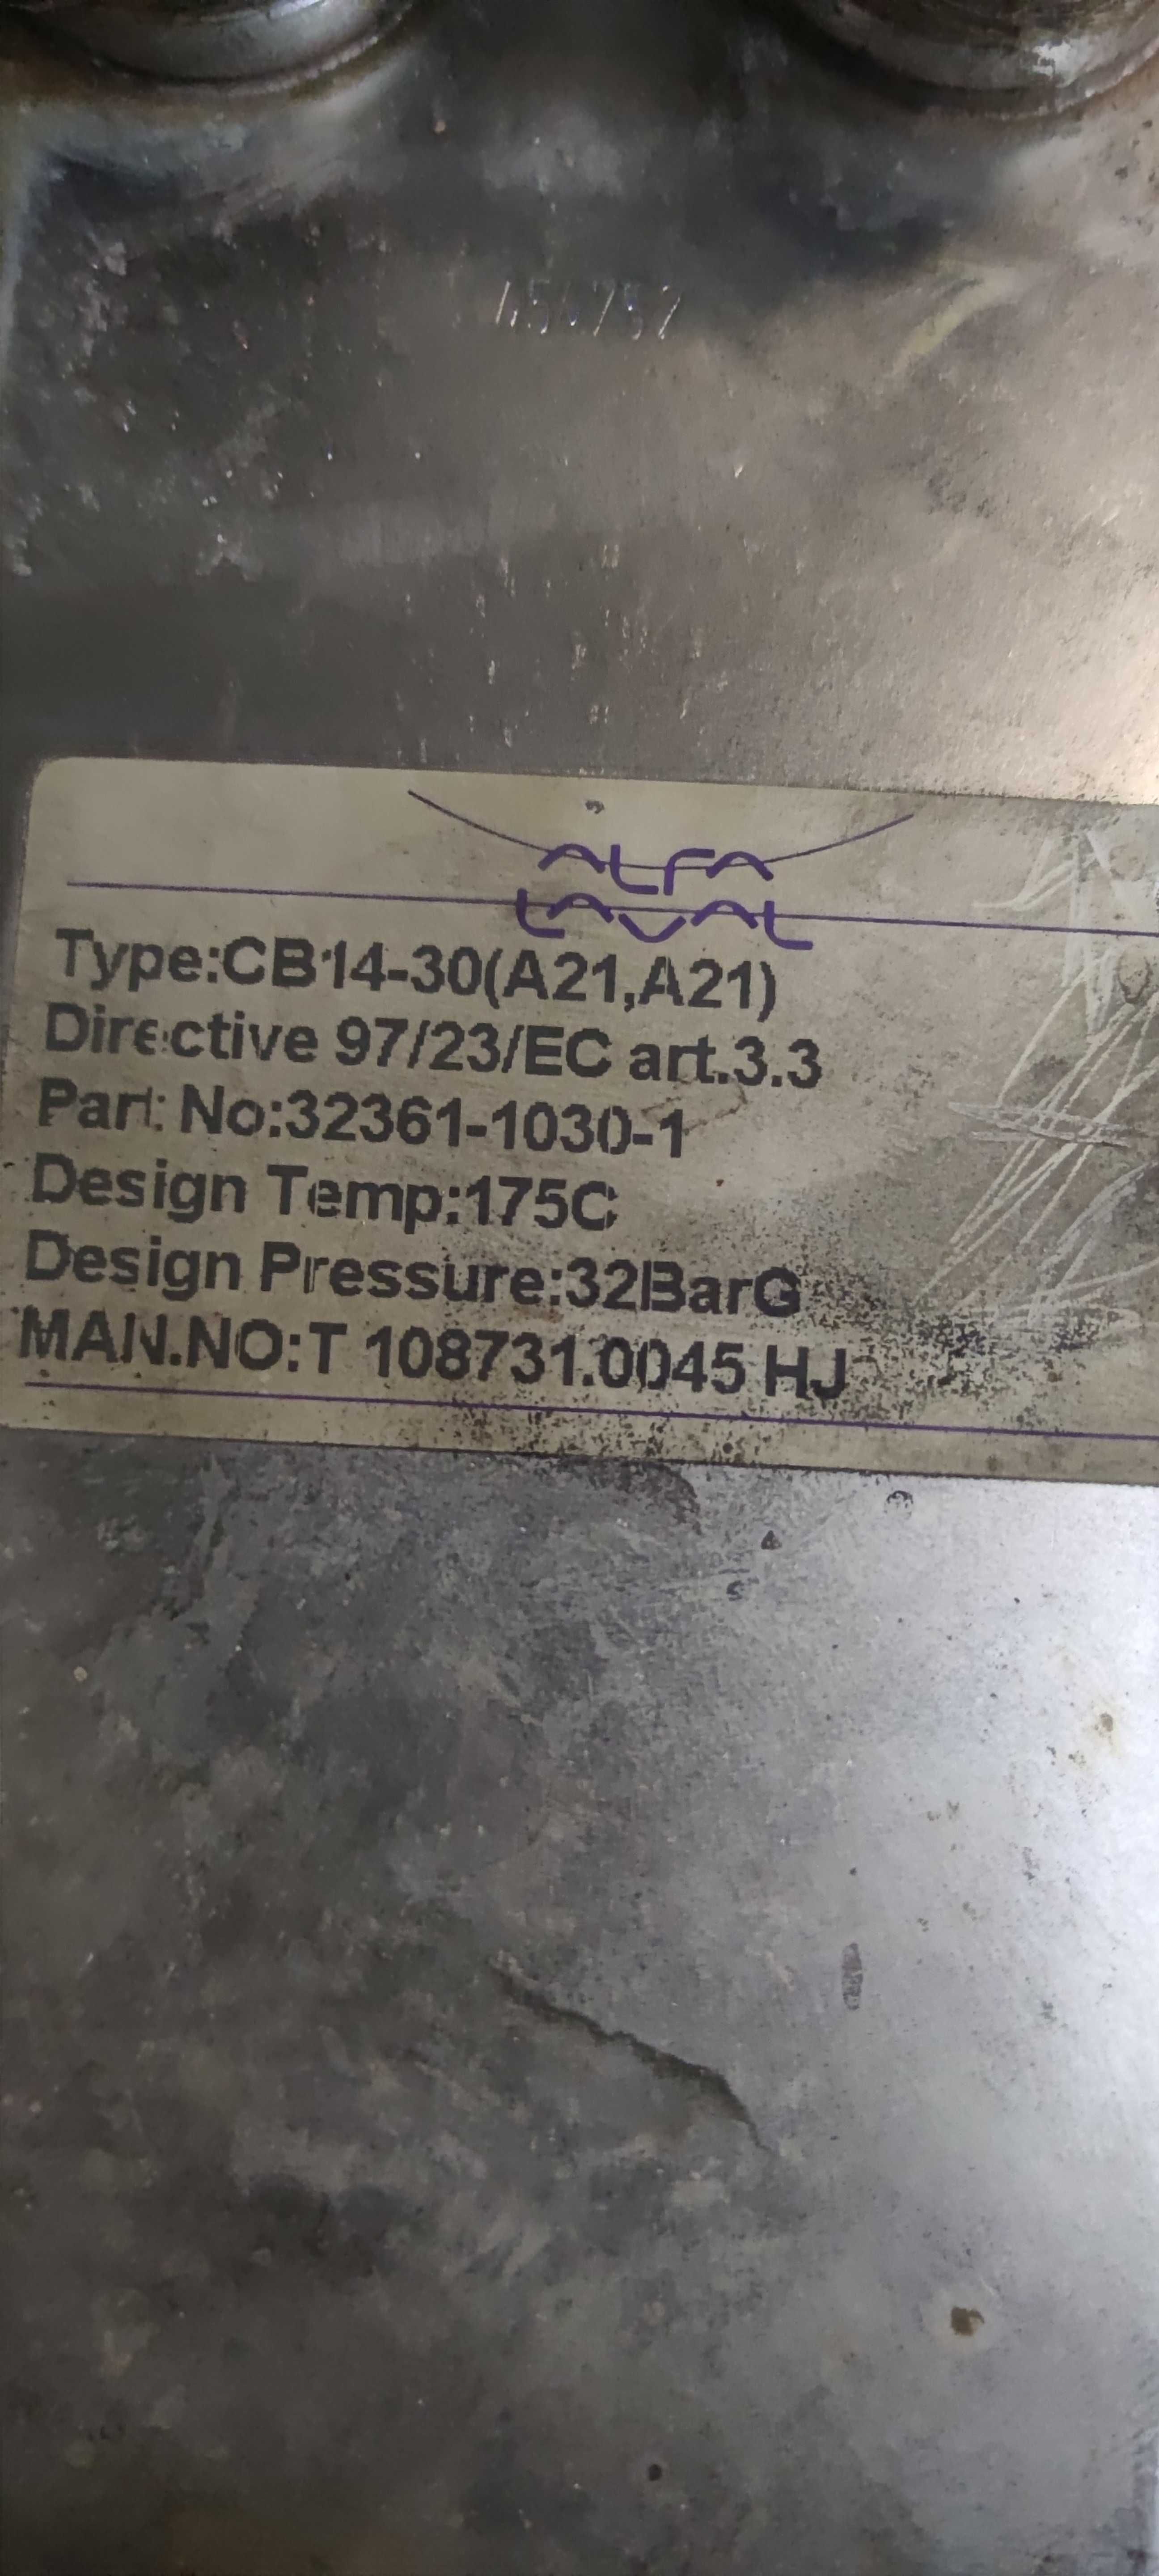 ALFA
LAVAL
Type:CB14-30(A21,A21)
Directive 97/23/EC art.3.3
Part No:32361-1030-1
Design Temp:175C
Design Pressure:32BarG
MAN.NO:T 108731.0045 HJ